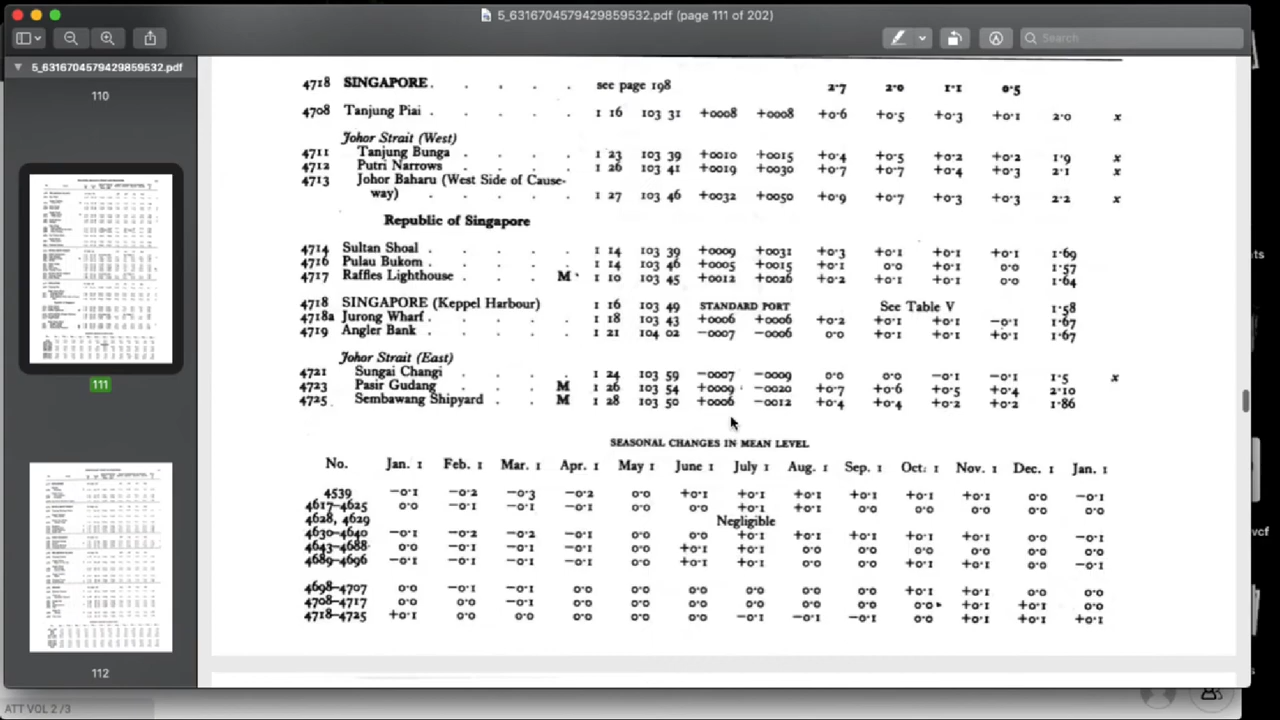 5_6316704579429859532.pdf (page 111 of 202)
Search
5_6316704579429859532.pdf
110
111
112
4718 SINGAPORE . . . . see page 198 2·7 2·0 1·1 0·5
4708 Tanjung Piai . . . . 1 16 103 31 +0008 +0008 +0·6 +0·5 +0·3 +0·1 2·0 x
Johor Strait (West)
4711 Tanjung Bunga . . . 1 23 103 39 +0010 +0015 +0·4 +0·5 +0·2 +0·2 1·9 x
4712 Putri Narrows . . . 1 26 103 41 +0019 +0030 +0·7 +0·7 +0·4 +0·3 2·1 x
4713 Johor Baharu (West Side of Cause-
way) . . . . 1 27 103 46 +0032 +0050 +0·9 +0·7 +0·3 +0·3 2·2 x
Republic of Singapore
4714 Sultan Shoal . . . . 1 14 103 39 +0009 +0031 +0·3 +0·1 +0·1 +0·1 1·69
4716 Pulau Bukom . . . . 1 14 103 46 +0005 +0015 +0·1 0·0 +0·1 0·0 1·57
4717 Raffles Lighthouse . . M 1 10 103 45 +0012 +0026 +0·2 +0·1 +0·1 0·0 1·64
4718 SINGAPORE (Keppel Harbour) . 1 16 103 49 STANDARD PORT See Table V 1·58
4718a Jurong Wharf . . . . 1 18 103 43 +0006 +0006 +0·2 +0·1 +0·1 −0·1 1·67
4719 Angler Bank . . . . 1 21 104 02 −0007 −0006 0·0 +0·1 +0·1 +0·1 1·67
Johor Strait (East)
4721 Sungai Changi . . . 1 24 103 59 −0007 −0009 0·0 0·0 −0·1 −0·1 1·5 x
4723 Pasir Gudang . . M 1 26 103 54 +0009 −0020 +0·7 +0·6 +0·5 +0·4 2·10
4725 Sembawang Shipyard . M 1 28 103 50 +0006 −0012 +0·4 +0·4 +0·2 +0·2 1·86
SEASONAL CHANGES IN MEAN LEVEL
No. Jan. 1 Feb. 1 Mar. 1 Apr. 1 May 1 June 1 July 1 Aug. 1 Sep. 1 Oct. 1 Nov. 1 Dec. 1 Jan. 1
4539 −0·1 −0·2 −0·3 −0·2 0·0 +0·1 +0·1 +0·1 +0·1 +0·1 +0·1 0·0 −0·1
4617–4625 0·0 −0·1 −0·1 −0·1 0·0 0·0 +0·1 +0·1 +0·1 0·0 0·0 0·0 0·0
4628, 4629 Negligible
4630–4640 −0·1 −0·2 −0·2 −0·1 0·0 0·0 +0·1 +0·1 +0·1 +0·1 +0·1 0·0 −0·1
4643–4688 0·0 −0·1 −0·1 −0·1 0·0 +0·1 +0·1 0·0 0·0 0·0 0·0 0·0 0·0
4689–4696 −0·1 −0·1 −0·1 −0·1 0·0 +0·1 +0·1 0·0 0·0 +0·1 +0·1 0·0 −0·1
4698–4707 0·0 −0·1 −0·1 0·0 0·0 0·0 0·0 0·0 0·0 +0·1 +0·1 0·0 0·0
4708–4717 0·0 0·0 0·0 0·0 0·0 0·0 0·0 0·0 0·0 0·0 +0·1 +0·1 0·0
4718–4725 +0·1 0·0 0·0 0·0 0·0 0·0 −0·1 −0·1 −0·1 0·0 +0·1 +0·1 +0·1
ATT VOL 2 /3